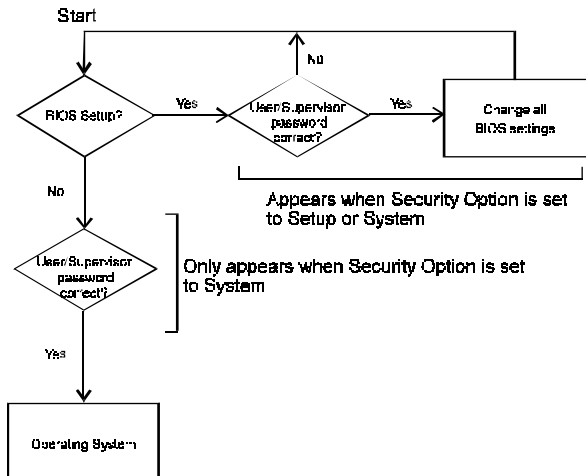 Start
No
BIOS Setup?
Yes
User/Supervisor
password
correct?
Yes
Change all
BIOS settings
No
Appears when Security Option is set
to Setup or System
User/Supervisor
password
correct?
Only appears when Security Option is set
to System
Yes
Operating System